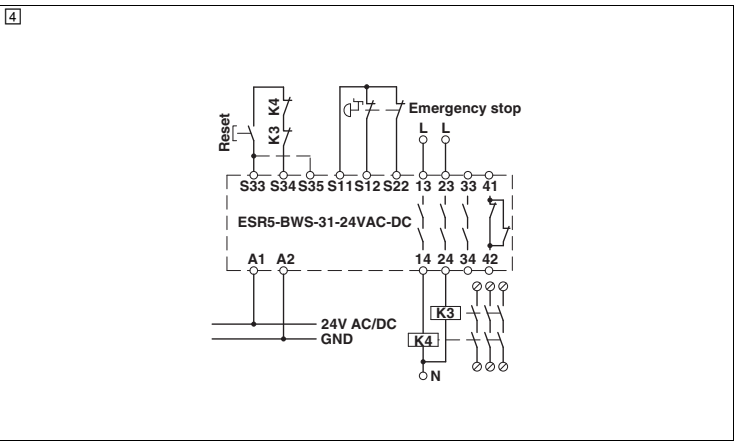 4
Reset
K4
K3
Emergency stop
L L
S33 S34 S35 S11 S12 S22 13 23 33 41
ESR5-BWS-31-24VAC-DC
A1 A2 14 24 34 42
K3
24V AC/DC
K4
GND
N